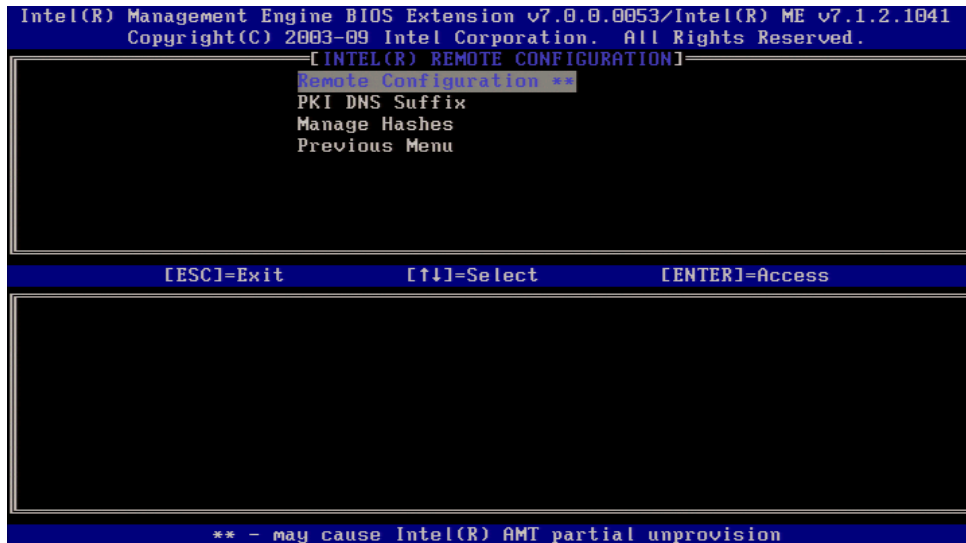 Intel(R) Management Engine BIOS Extension v7.0.0.0053/Intel(R) ME v7.1.2.1041
Copyright(C) 2003-09 Intel Corporation. All Rights Reserved.
[INTEL(R) REMOTE CONFIGURATION]
Remote Configuration **
PKI DNS Suffix
Manage Hashes
Previous Menu
[ESC]=Exit [↑↓]=Select [ENTER]=Access
** - may cause Intel(R) AMT partial unprovision